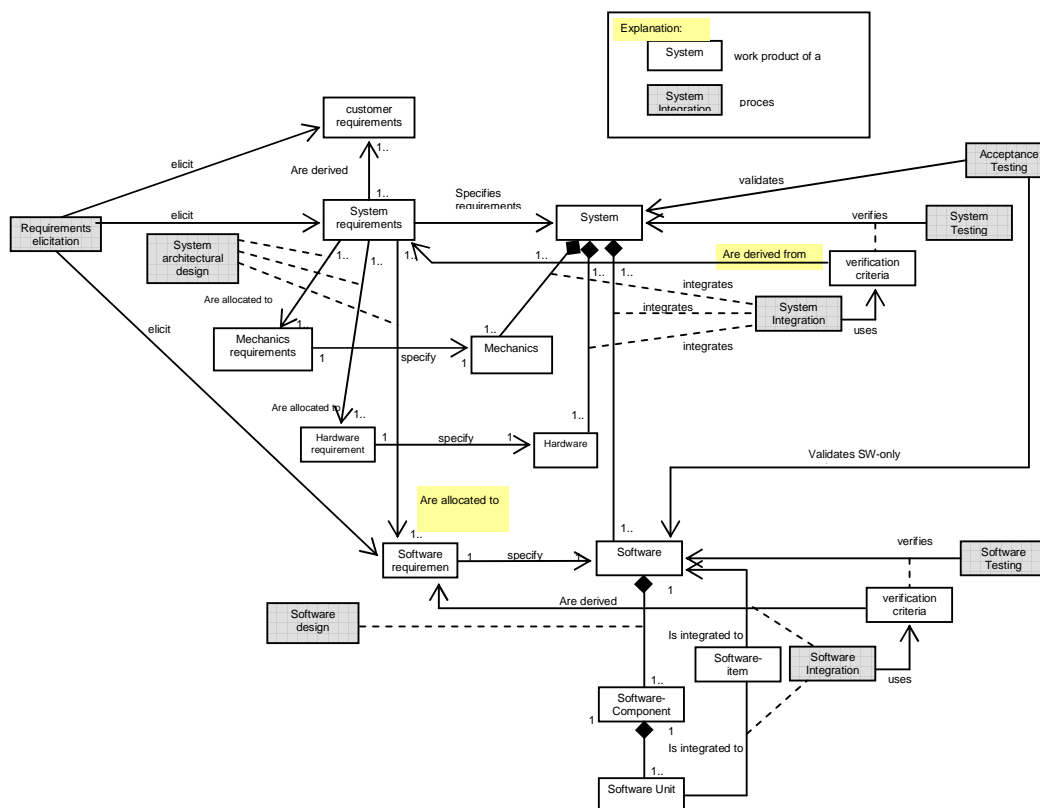 Explanation:
System
work product of a
System
Integration
proces
customer
requirements
1..
Are derived
1..
elicit
Acceptance
Testing
validates
Requirements
elicitation
elicit
System
requirements
Specifies
requirements
System
verifies
System
Testing
System
architectural
design
1..
1..
1..
1..
1..
1..
Are derived from
verification
criteria
integrates
Are allocated to
elicit
1..
Mechanics
requirements
1
specify
1
1..
Mechanics
integrates
System
Integration
uses
integrates
Are allocated to
1..
Hardware
requirement
1
specify
1
1..
Hardware
Validates SW-only
Are allocated to
1..
Software
requiremen
1
specify
1
1..
Software
verifies
Software
Testing
1
Are derived
verification
criteria
Software
design
Is integrated to
Software-
item
Software
Integration
uses
1..
Software-
Component
1
1
Is integrated to
1..
Software Unit